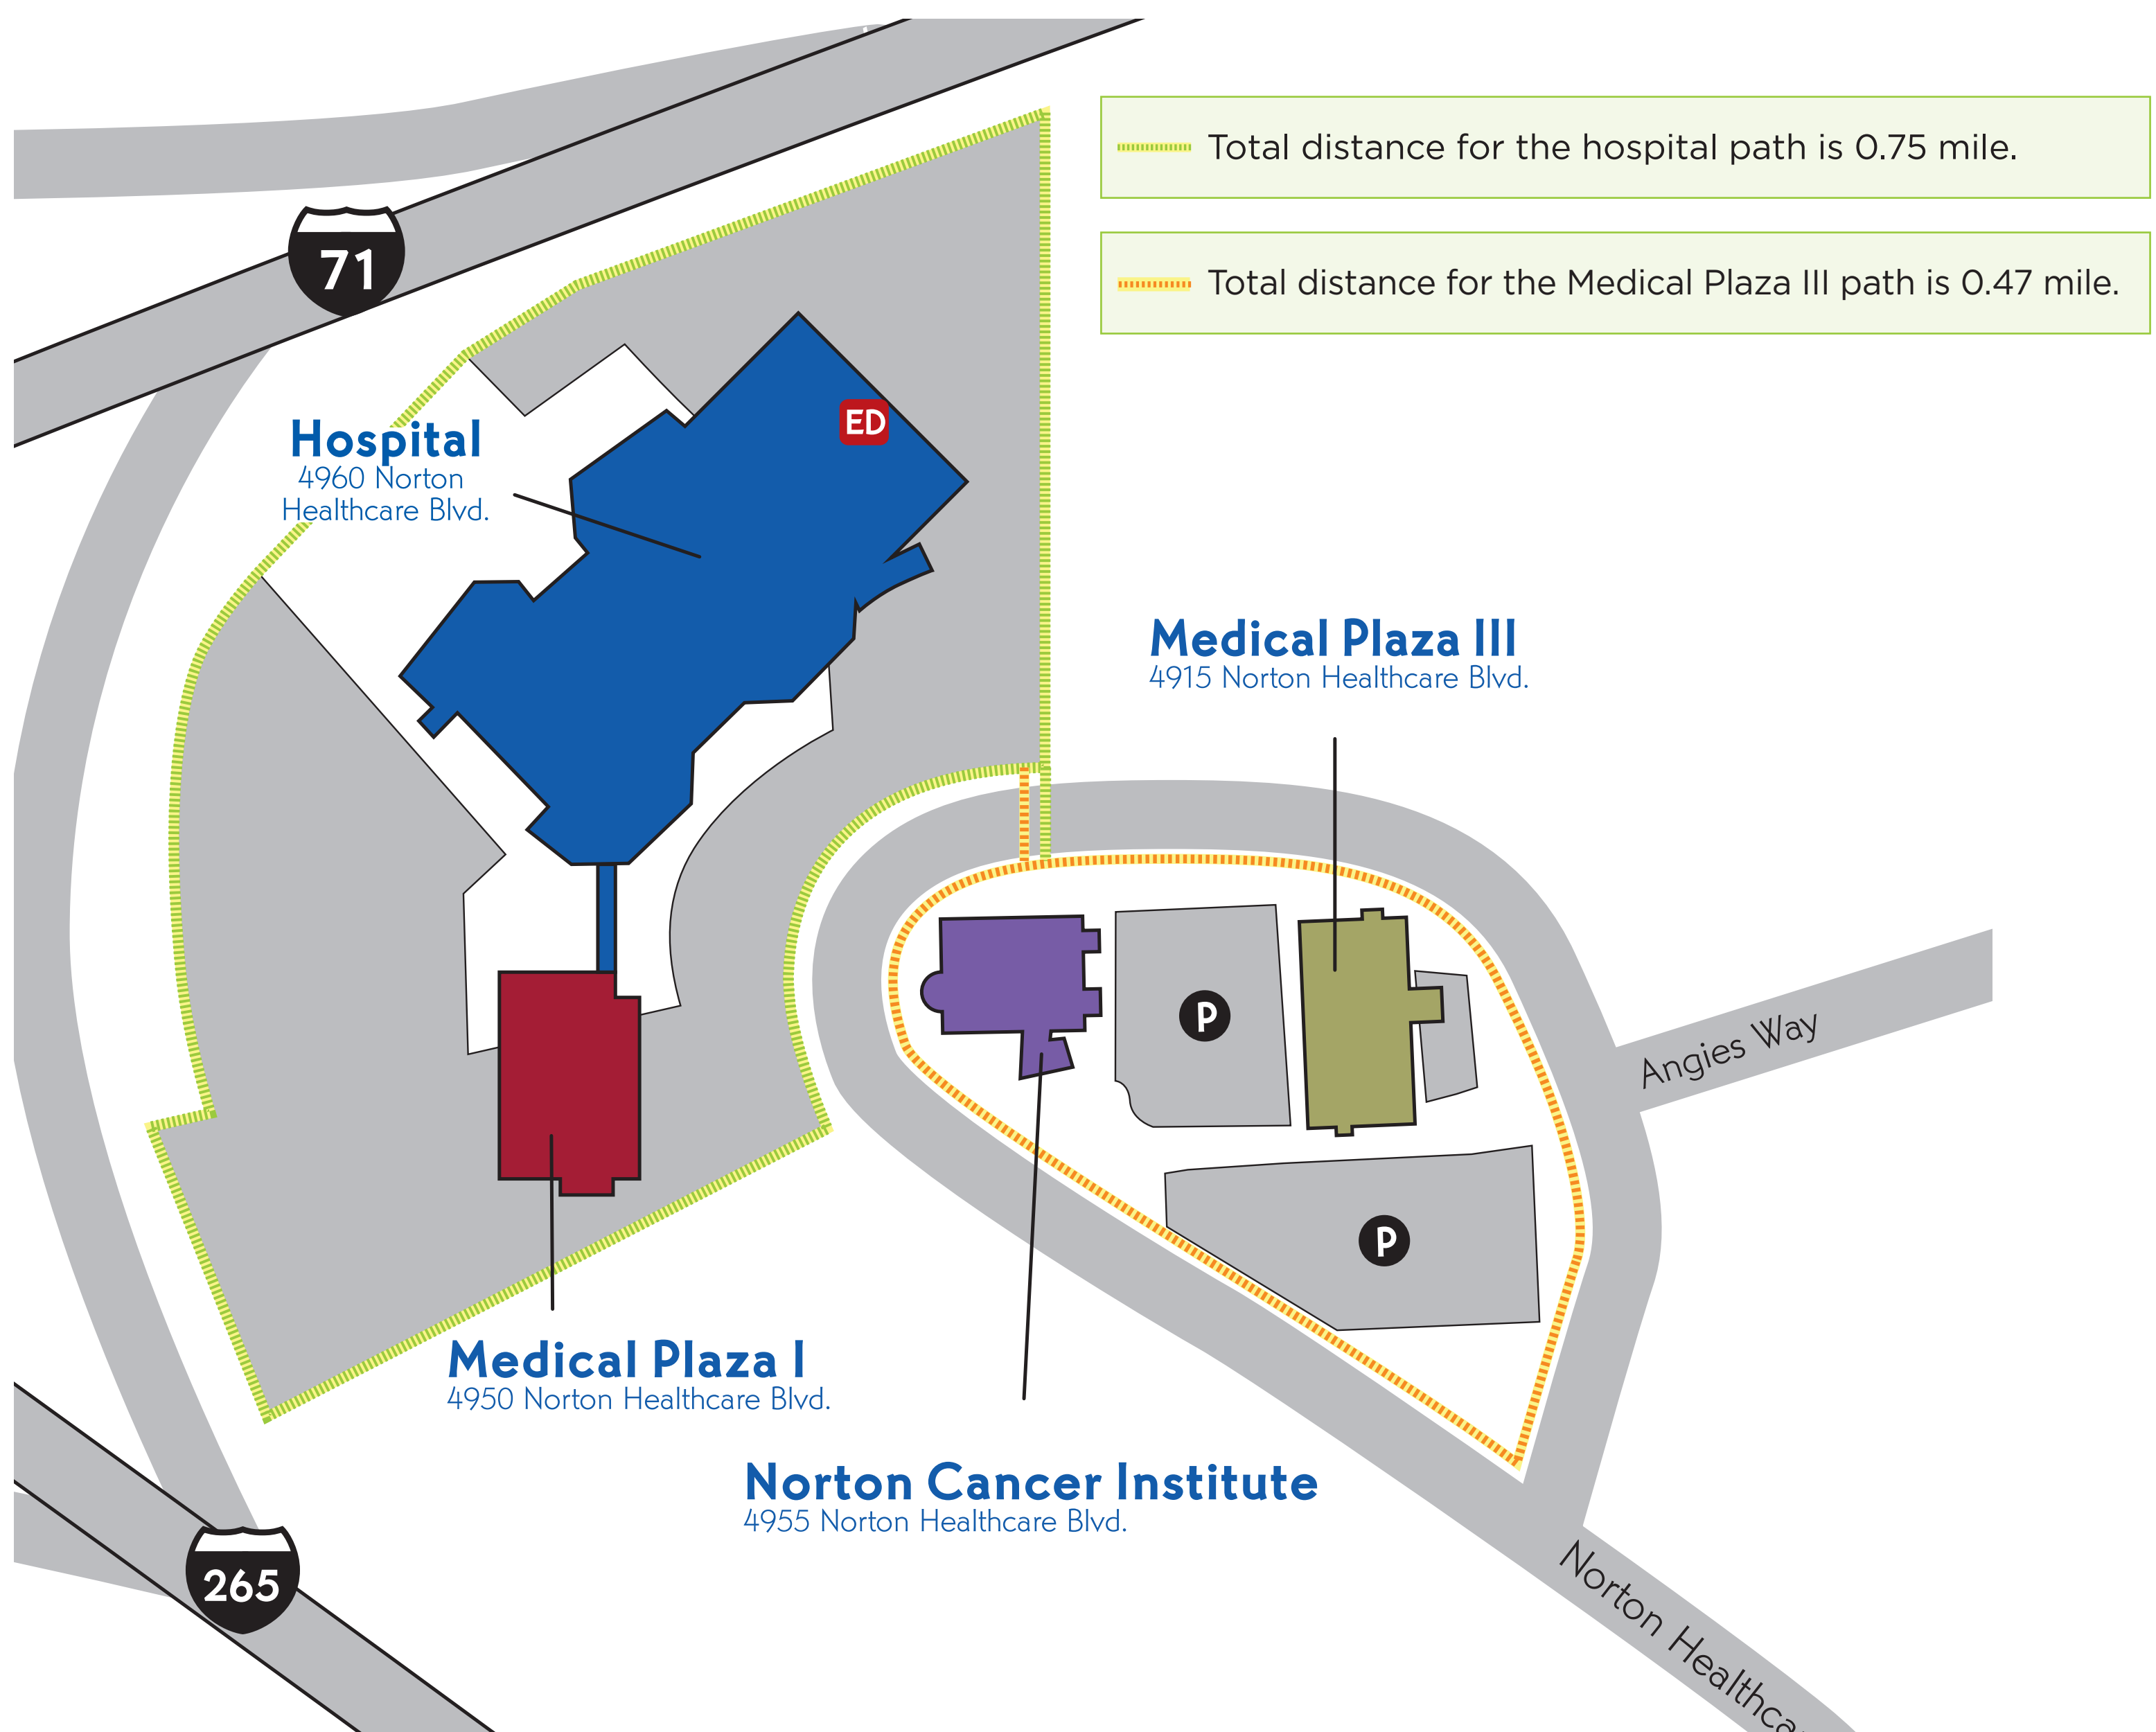 Total distance for the hospital path is 0.75 mile.
Total distance for the Medical Plaza III path is 0.47 mile.
71
Hospital
4960 Norton
Healthcare Blvd.
ED
Medical Plaza III
4915 Norton Healthcare Blvd.
P
Angies Way
P
Medical Plaza I
4950 Norton Healthcare Blvd.
Norton Cancer Institute
4955 Norton Healthcare Blvd.
265
Norton Healthca